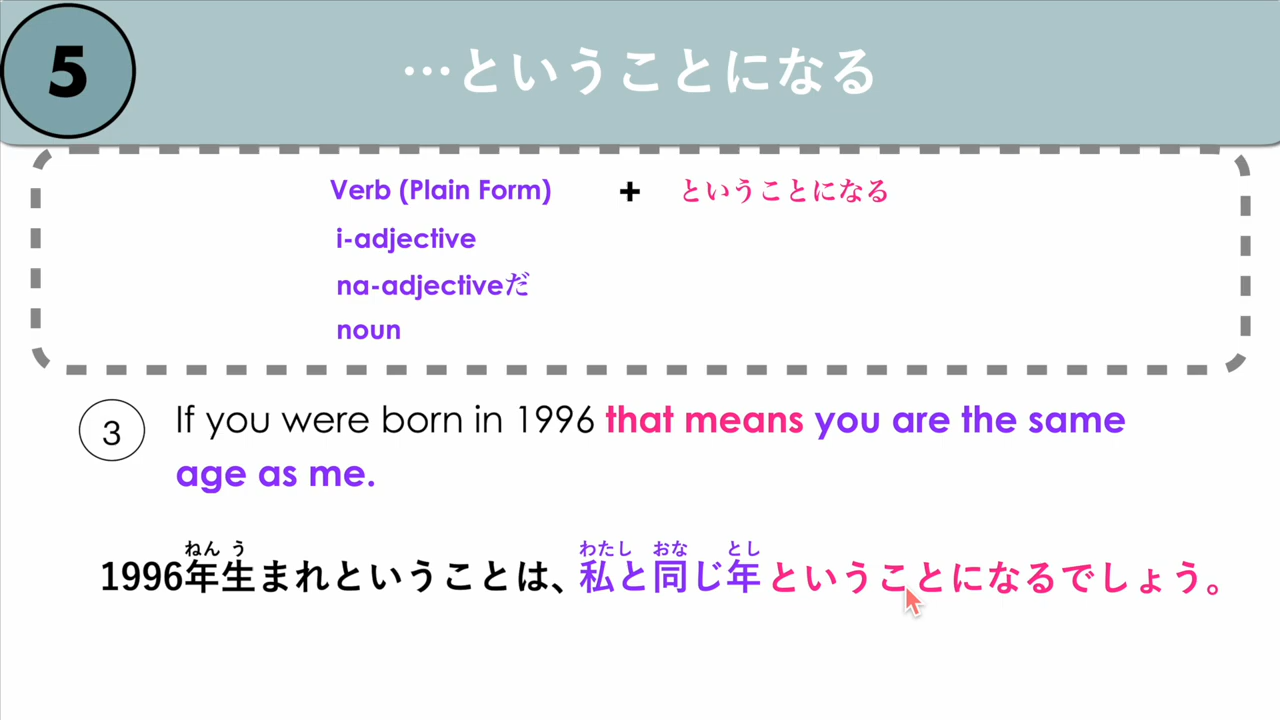 5
…ということになる
Verb (Plain Form) + ということになる
i-adjective
na-adjectiveだ
noun
3
If you were born in 1996 that means you are the same
age as me.
ねん う わたし おな とし
1996年生まれということは、私と同じ年ということになるでしょう。